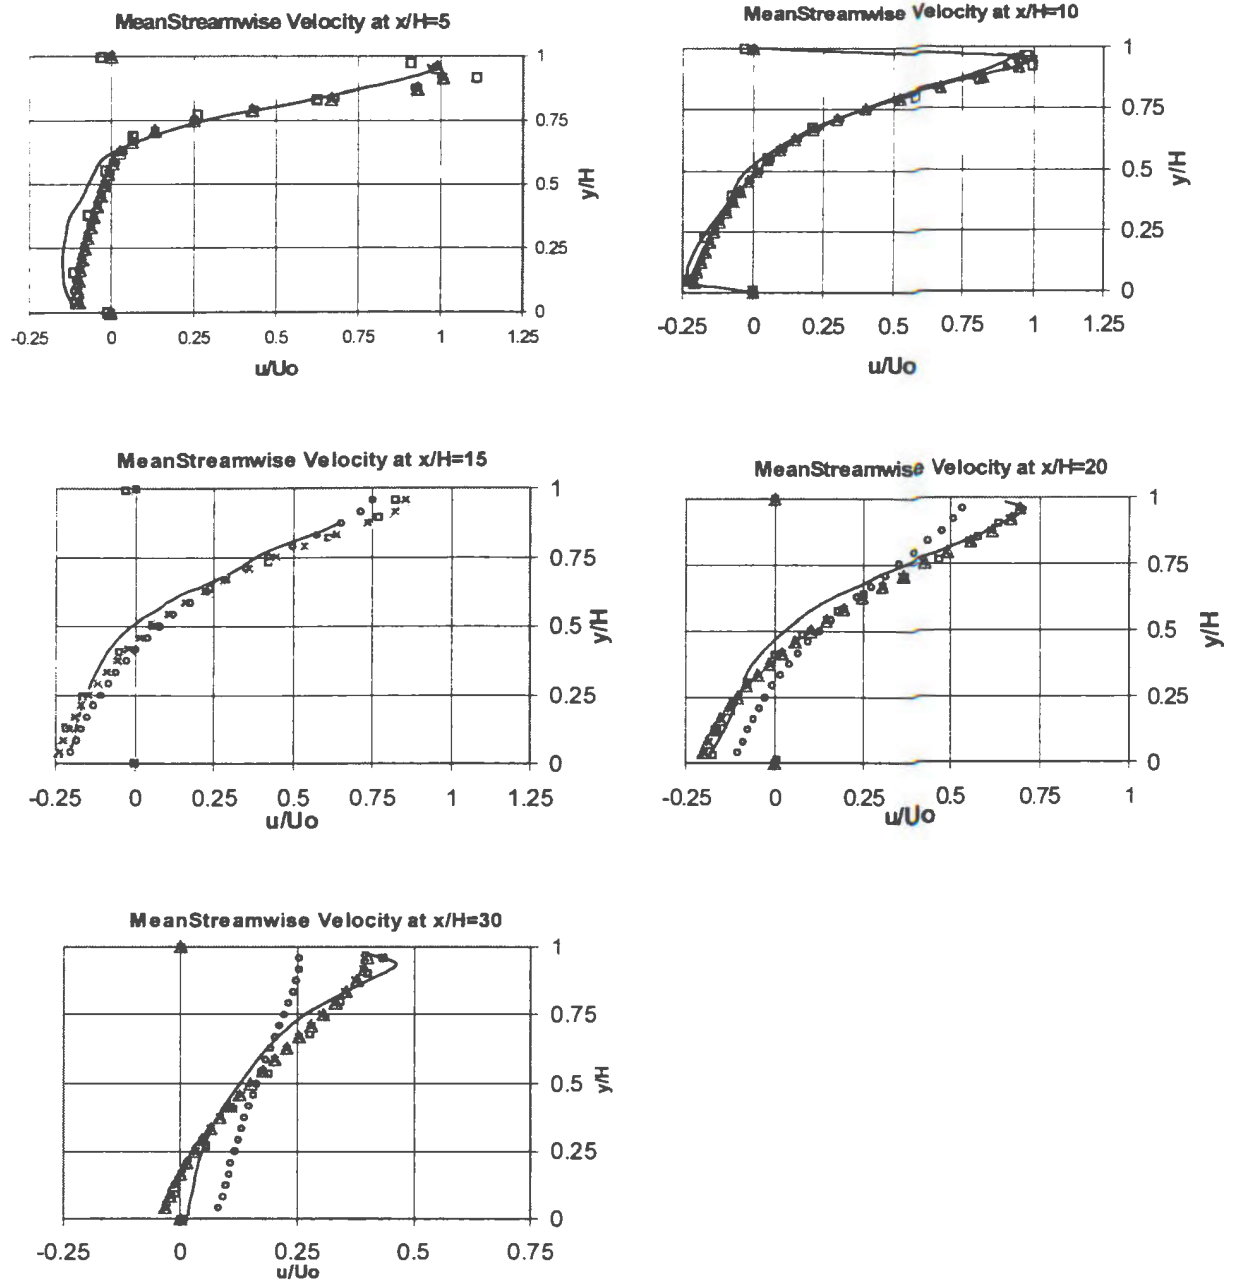 MeanStreamwise Velocity at x/H=5
1
0.75
0.5
0.25
0
y/H
-0.25 0 0.25 0.5 0.75 1 1.25
u/Uo
MeanStreamwise Velocity at x/H=10
1
0.75
0.5
0.25
0
y/H
-0.25 0 0.25 0.5 0.75 1 1.25
u/Uo
MeanStreamwise Velocity at x/H=15
1
0.75
0.5
0.25
0
y/H
-0.25 0 0.25 0.5 0.75 1 1.25
u/Uo
MeanStreamwise Velocity at x/H=20
1
0.75
0.5
0.25
0
y/H
-0.25 0 0.25 0.5 0.75 1
u/Uo
MeanStreamwise Velocity at x/H=30
1
0.75
0.5
0.25
0
y/H
-0.25 0 0.25 0.5 0.75
u/Uo